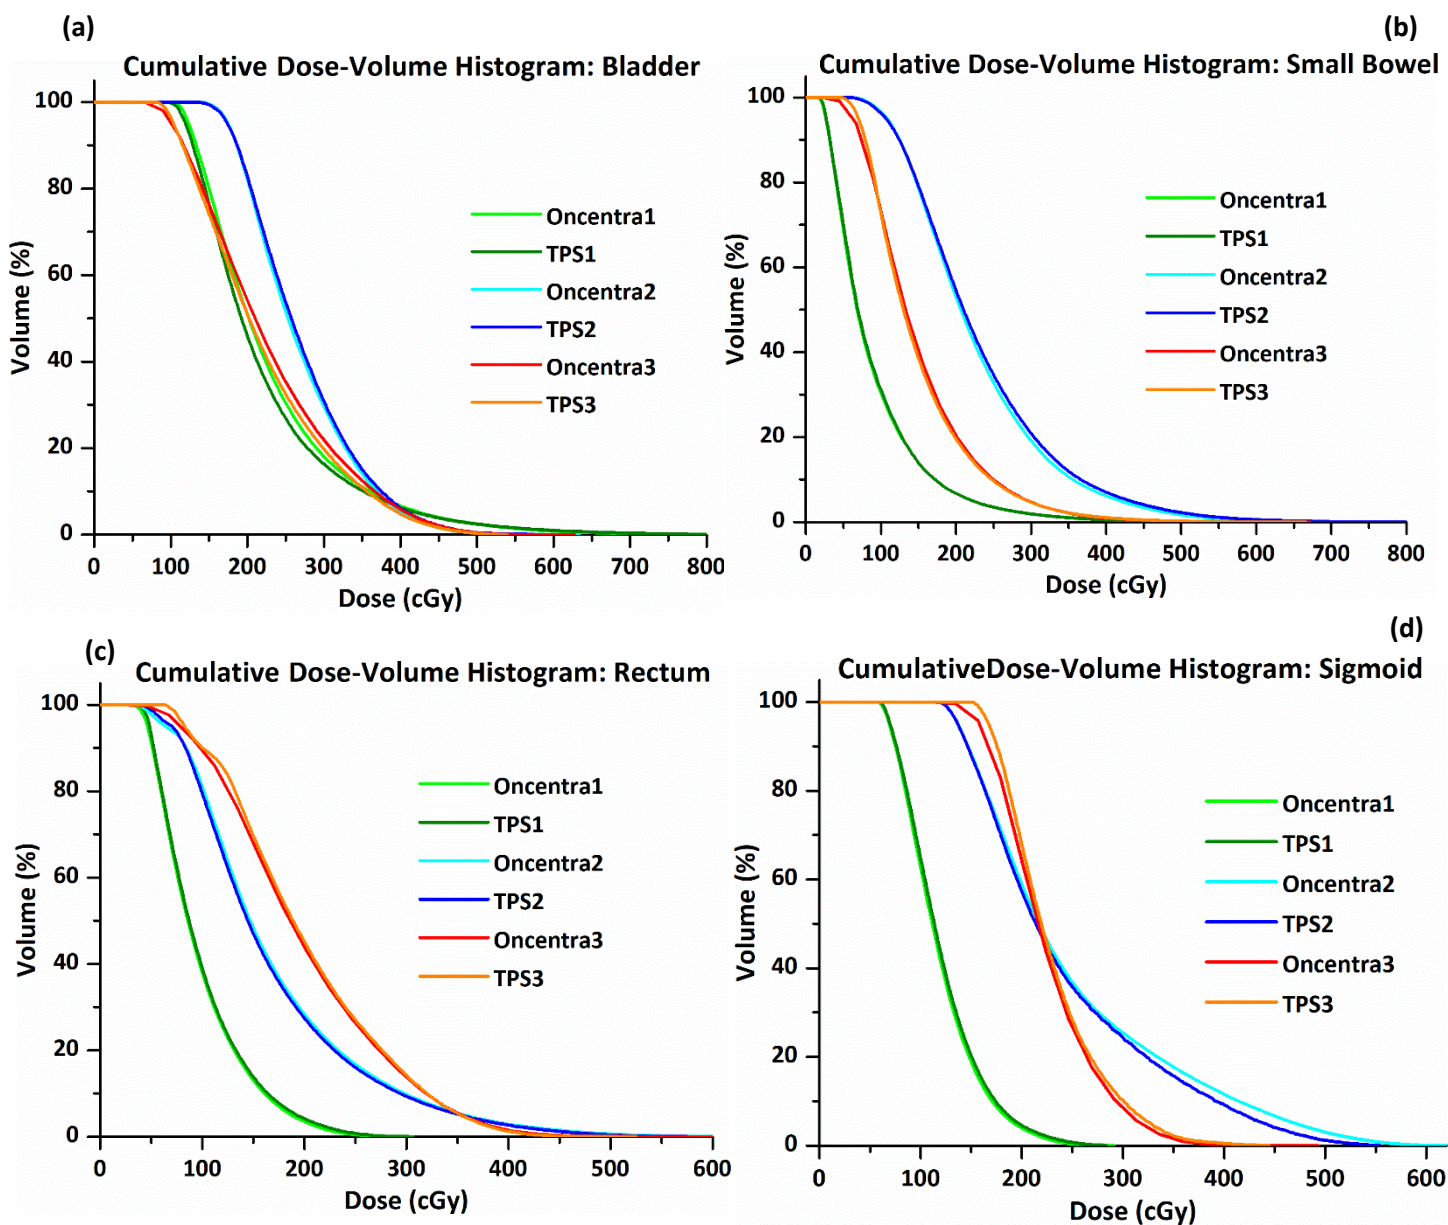 (a)
Cumulative Dose-Volume Histogram: Bladder
100
80
60
40
20
0
Volume (%)
Oncentra1
TPS1
Oncentra2
TPS2
Oncentra3
TPS3
0 100 200 300 400 500 600 700 800
Dose (cGy)
(b)
Cumulative Dose-Volume Histogram: Small Bowel
100
80
60
40
20
0
Volume (%)
Oncentra1
TPS1
Oncentra2
TPS2
Oncentra3
TPS3
0 100 200 300 400 500 600 700 800
Dose (cGy)
(c)
Cumulative Dose-Volume Histogram: Rectum
100
80
60
40
20
0
Volume (%)
Oncentra1
TPS1
Oncentra2
TPS2
Oncentra3
TPS3
0 100 200 300 400 500 600
Dose (cGy)
(d)
CumulativeDose-Volume Histogram: Sigmoid
100
80
60
40
20
0
Volume (%)
Oncentra1
TPS1
Oncentra2
TPS2
Oncentra3
TPS3
0 100 200 300 400 500 600
Dose (cGy)